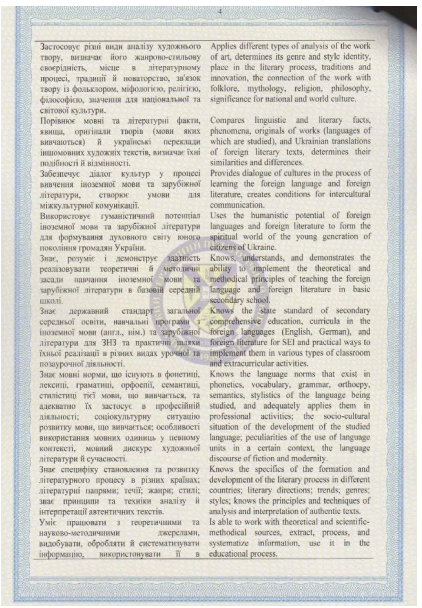 4
Застосовує різні види аналізу художнього
твору, визначає його жанрово-стильову
своєрідність, місце в літературному
процесі, традиції й новаторство, зв'язок
твору із фольклором, міфологією, релігією,
філософією, значення для національної та
світової культури.
Порівнює мовні та літературні факти,
явища, оригінали творів (мови яких
вивчаються) й українські переклади
іншомовних художніх текстів, визначає їхні
подібності й відмінності.
Забезпечує діалог культур у процесі
вивчення іноземної мови та зарубіжної
літератури, створює умови для
міжкультурної комунікації.
Використовує гуманістичний потенціал
іноземної мови та зарубіжної літератури
для формування духовного світу юного
покоління громадян України.
Знає, розуміє і демонструє здатність
реалізовувати теоретичні й методичні
засади навчання іноземної мови та
зарубіжної літератури в базовій середній
школі.
Знає державний стандарт загальної
середньої освіти, навчальні програми з
іноземної мови (англ., нім.) та зарубіжної
літератури для ЗНЗ та практичні шляхи
їхньої реалізації в різних видах урочної та
позаурочної діяльності.
Знає мовні норми, що існують в фонетиці,
лексиці, граматиці, орфоепії, семантиці,
стилістиці тієї мови, що вивчається, та
адекватно їх застосує в професійній
діяльності; соціокультурну ситуацію
розвитку мови, що вивчається; особливості
використання мовних одиниць у певному
контексті, мовний дискурс художньої
літератури й сучасності.
Знає специфіку становлення та розвитку
літературного процесу в різних країнах;
літературні напрями; течії; жанри; стилі;
знає принципи та техніки аналізу й
інтерпретації автентичних текстів.
Уміє працювати з теоретичними та
науково-методичними джерелами,
видобувати, обробляти й систематизувати
інформацію, використовувати її в
Applies different types of analysis of the work
of art, determines its genre and style identity,
place in the literary process, traditions and
innovation, the connection of the work with
folklore, mythology, religion, philosophy,
significance for national and world culture.
Compares linguistic and literary facts,
phenomena, originals of works (languages of
which are studied), and Ukrainian translations
of foreign literary texts, determines their
similarities and differences.
Provides dialogue of cultures in the process of
learning the foreign language and foreign
literature, creates conditions for intercultural
communication.
Uses the humanistic potential of foreign
languages and foreign literature to form the
spiritual world of the young generation of
citizens of Ukraine.
Knows, understands, and demonstrates the
ability to implement the theoretical and
methodical principles of teaching the foreign
language and foreign literature in basic
secondary school.
Knows the state standard of secondary
comprehensive education, curricula in the
foreign languages (English, German), and
foreign literature for SEI and practical ways to
implement them in various types of classroom
and extracurricular activities.
Knows the language norms that exist in
phonetics, vocabulary, grammar, orthoepy,
semantics, stylistics of the language being
studied, and adequately applies them in
professional activities; the socio-cultural
situation of the development of the studied
language; peculiarities of the use of language
units in a certain context, the language
discourse of fiction and modernity.
Knows the specifics of the formation and
development of the literary process in different
countries; literary directions; trends; genres;
styles; knows the principles and techniques of
analysis and interpretation of authentic texts.
Is able to work with theoretical and scientific-
methodical sources, extract, process, and
systematize information, use it in the
educational process.